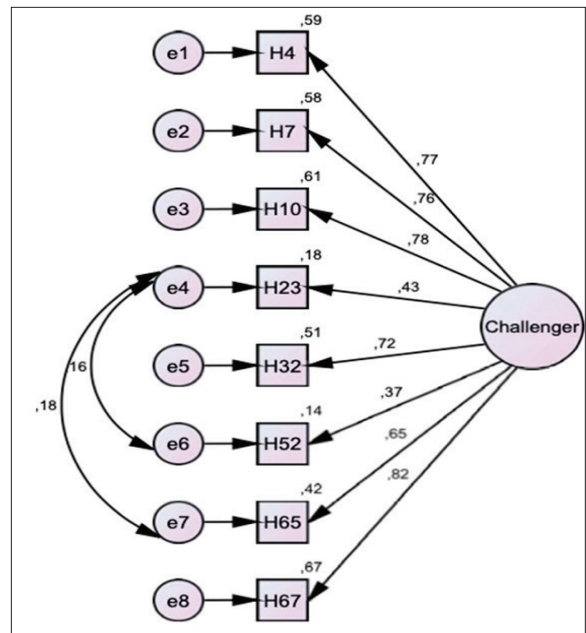 ,59
e1 H4
,58
e2 H7
,77
,61
,76
e3 H10
,78
,18
e4 H23
,43
Challenger
,51
e5 H32
,72
16
,37
,14
,18
e6 H52
,65
,82
,42
e7 H65
,67
e8 H67